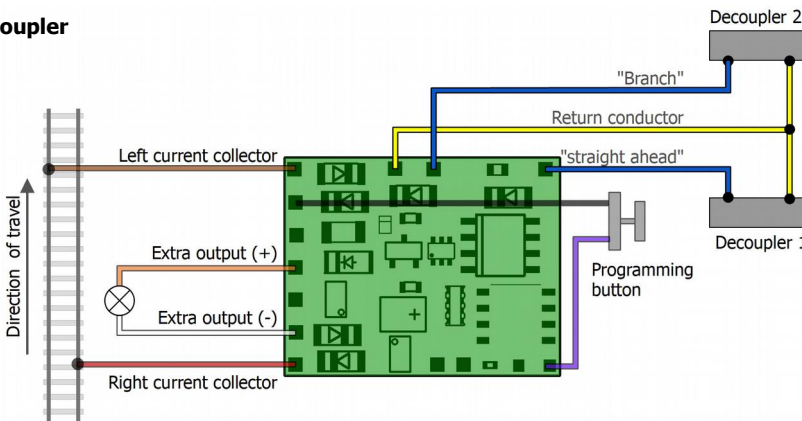 oupler
Decoupler 2
"Branch"
Return conductor
Left current collector
"straight ahead"
Direction of travel
Extra output (+)
Decoupler 1
Programming
button
Extra output (-)
Right current collector